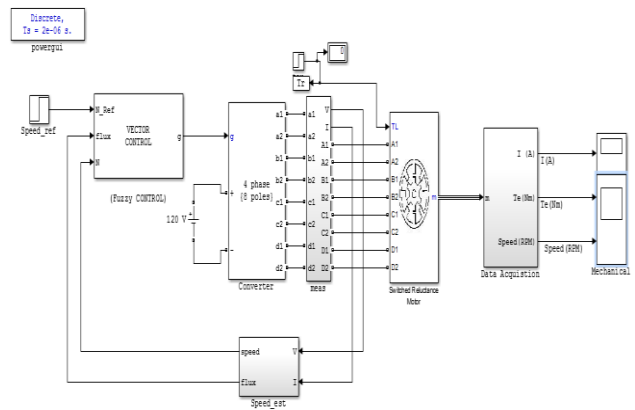 Discrete,
Ts = 2e-06 s.
powergui
0
Tr
Speed_ref
N_Ref
flux
N
VECTOR
CONTROL
g
(Fuzzy CONTROL)
120 V
+
+
-
g
4 phase
(8 poles)
a1
a2
b1
b2
c1
c2
d1
d2
Converter
a1
a2
b1
b2
c1
c2
d1
d2
V
I
A1
A2
B1
B2
C1
C2
D1
D2
meas
TL
A1
A2
B1
B2
C1
C2
D1
D2
m
Switched Reluctance
Motor
m
I (A)
Te(Nm)
Speed(RPM)
Data Acquistion
I(A)
Te(Nm)
Speed(RPM)
Mechanical
speed
flux
V
I
Speed_est